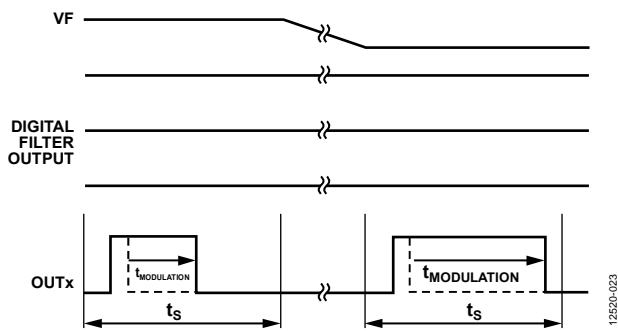 VF
DIGITAL
FILTER
OUTPUT
OUTx
tMODULATION
tMODULATION
tS
tS
12520-023